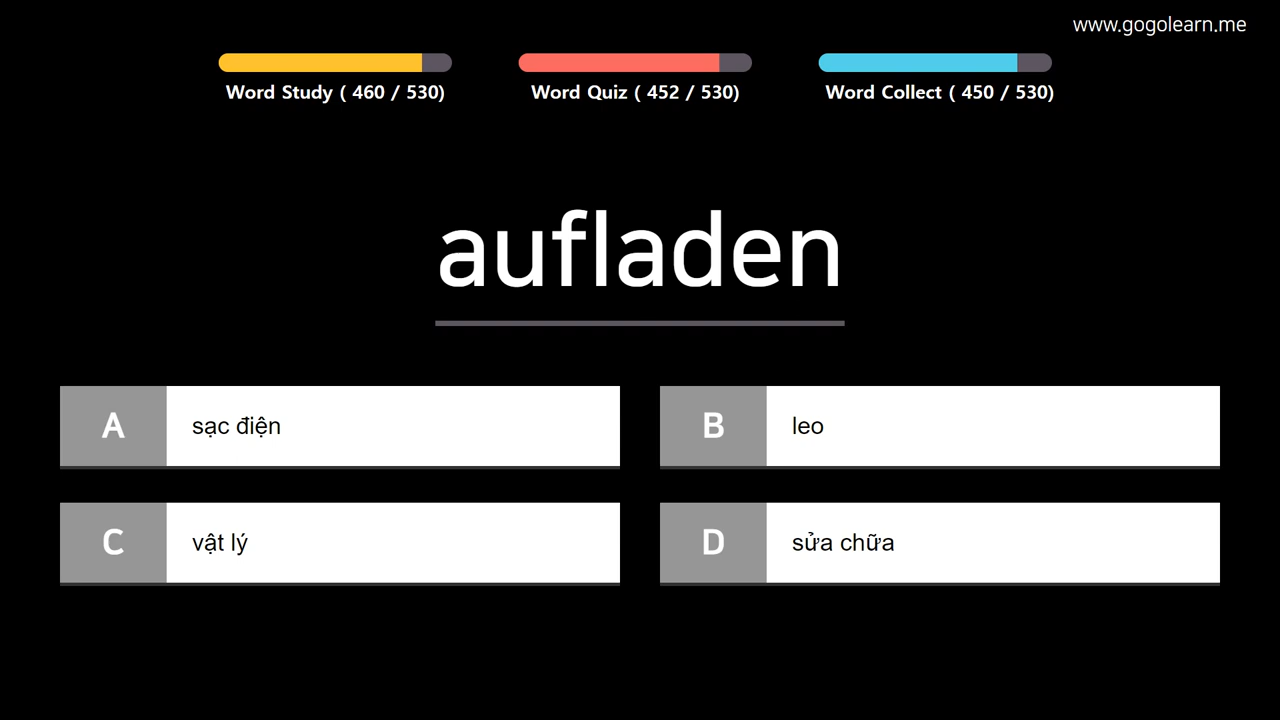 www.gogolearn.me
Word Study ( 460 / 530)
Word Quiz ( 452 / 530)
Word Collect ( 450 / 530)
aufladen
A sạc điện
B leo
C vật lý
D sửa chữa